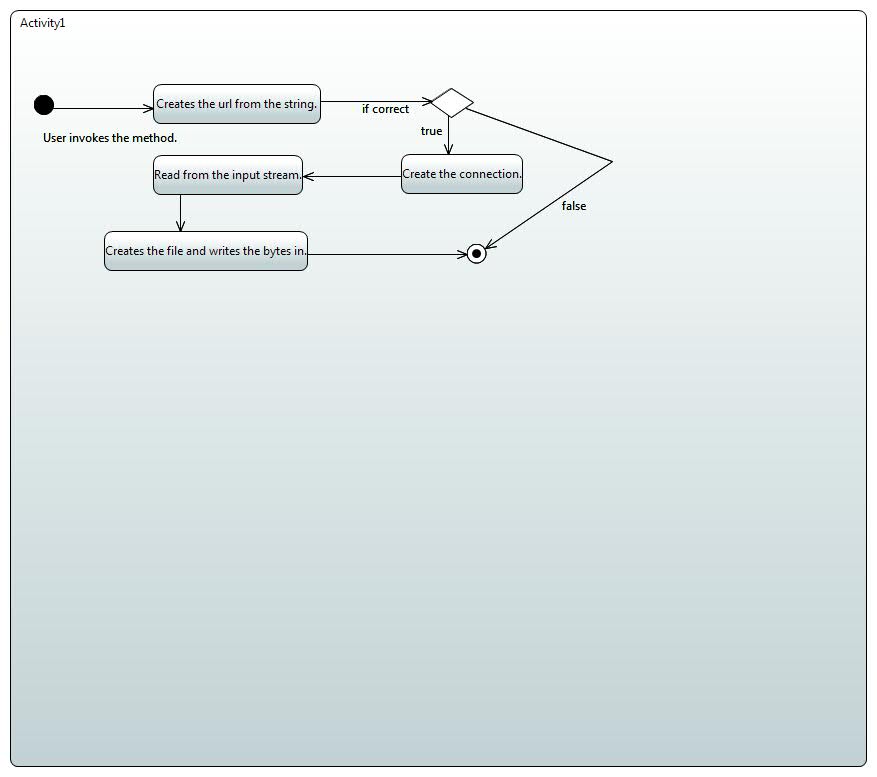 Activity1
Creates the url from the string.
if correct
User invokes the method.
true
Read from the input stream.
Create the connection.
false
Creates the file and writes the bytes in.